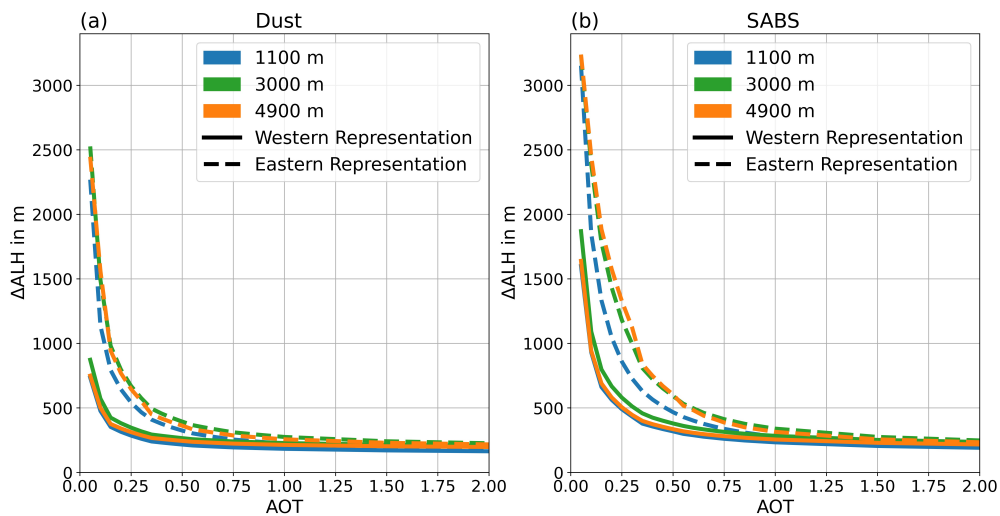 (a)
Dust
1100 m
3000 m
4900 m
Western Representation
Eastern Representation
ΔALH in m
3000
2500
2000
1500
1000
500
0
0.00 0.25 0.50 0.75 1.00 1.25 1.50 1.75 2.00
AOT
(b)
SABS
1100 m
3000 m
4900 m
Western Representation
Eastern Representation
ΔALH in m
3000
2500
2000
1500
1000
500
0
0.00 0.25 0.50 0.75 1.00 1.25 1.50 1.75 2.00
AOT